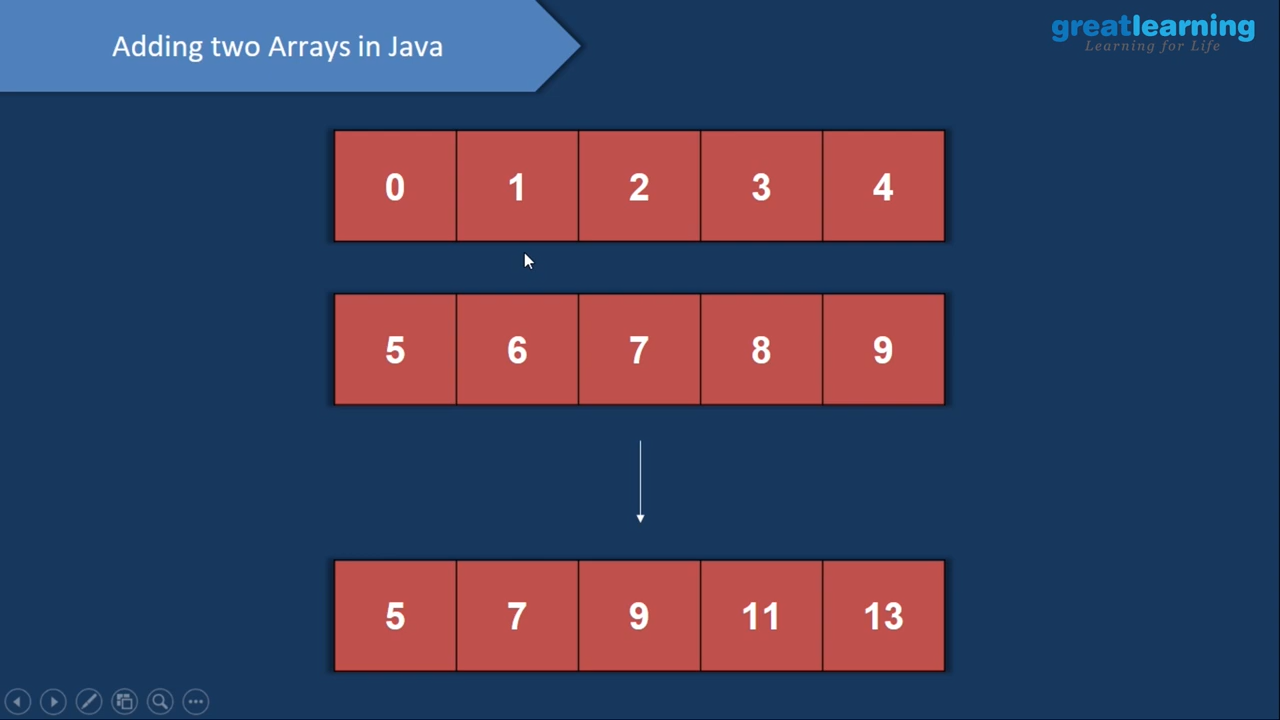 Adding two Arrays in Java
greatlearning
Learning for Life
0 1 2 3 4
5 6 7 8 9
5 7 9 11 13